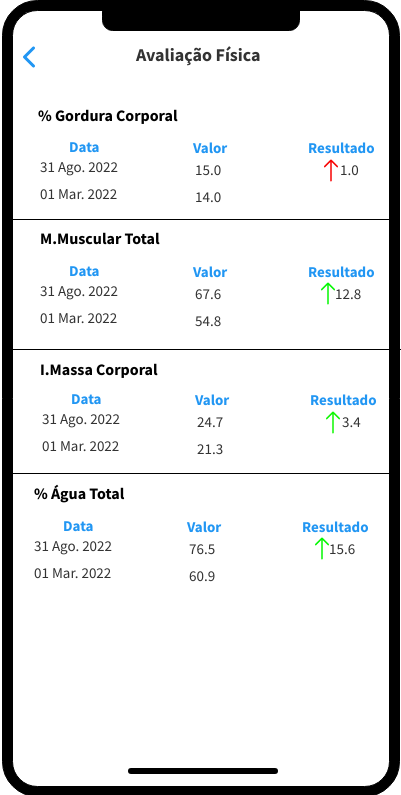 Avaliação Física
% Gordura Corporal
Data Valor Resultado
31 Ago. 2022 15.0 1.0
01 Mar. 2022 14.0
M.Muscular Total
Data Valor Resultado
31 Ago. 2022 67.6 12.8
01 Mar. 2022 54.8
I.Massa Corporal
Data Valor Resultado
31 Ago. 2022 24.7 3.4
01 Mar. 2022 21.3
% Água Total
Data Valor Resultado
31 Ago. 2022 76.5 15.6
01 Mar. 2022 60.9